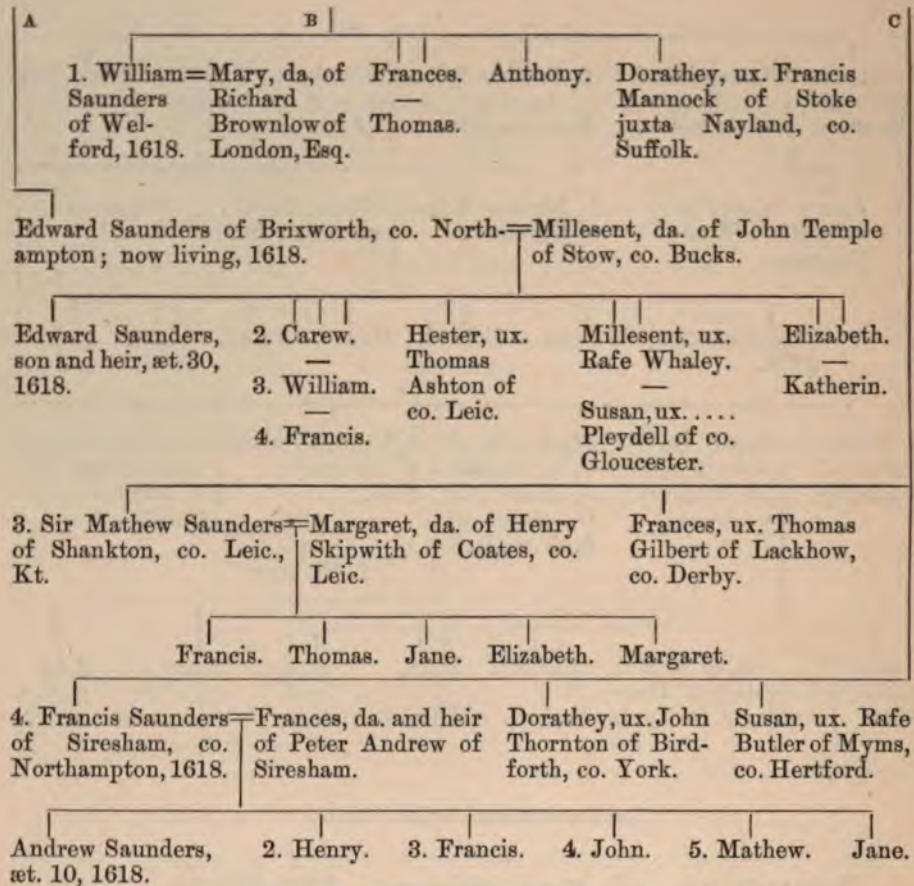 A B C
1. William=Mary, da, of Frances. Anthony. Dorathey, ux. Francis
Saunders Richard — Mannock of Stoke
of Wel- Brownlow of Thomas. juxta Nayland, co.
ford, 1618. London, Esq. Suffolk.
Edward Saunders of Brixworth, co. North-=Millesent, da. of John Temple
ampton; now living, 1618. of Stow, co. Bucks.
Edward Saunders, 2. Carew. Hester, ux. Millesent, ux. Elizabeth.
son and heir, æt. 30, — Thomas Rafe Whaley. —
1618. 3. William. Ashton of — Katherin.
— co. Leic. Susan, ux. ....
4. Francis. Pleydell of co.
Gloucester.
3. Sir Mathew Saunders=Margaret, da. of Henry Frances, ux. Thomas
of Shankton, co. Leic., Skipwith of Coates, co. Gilbert of Lackhow,
Kt. Leic. co. Derby.
Francis. Thomas. Jane. Elizabeth. Margaret.
4. Francis Saunders=Frances, da. and heir Dorathey, ux. John Susan, ux. Rafe
of Siresham, co. of Peter Andrew of Thornton of Bird- Butler of Myms,
Northampton, 1618. Siresham. forth, co. York. co. Hertford.
Andrew Saunders, 2. Henry. 3. Francis. 4. John. 5. Mathew. Jane.
æt. 10, 1618.